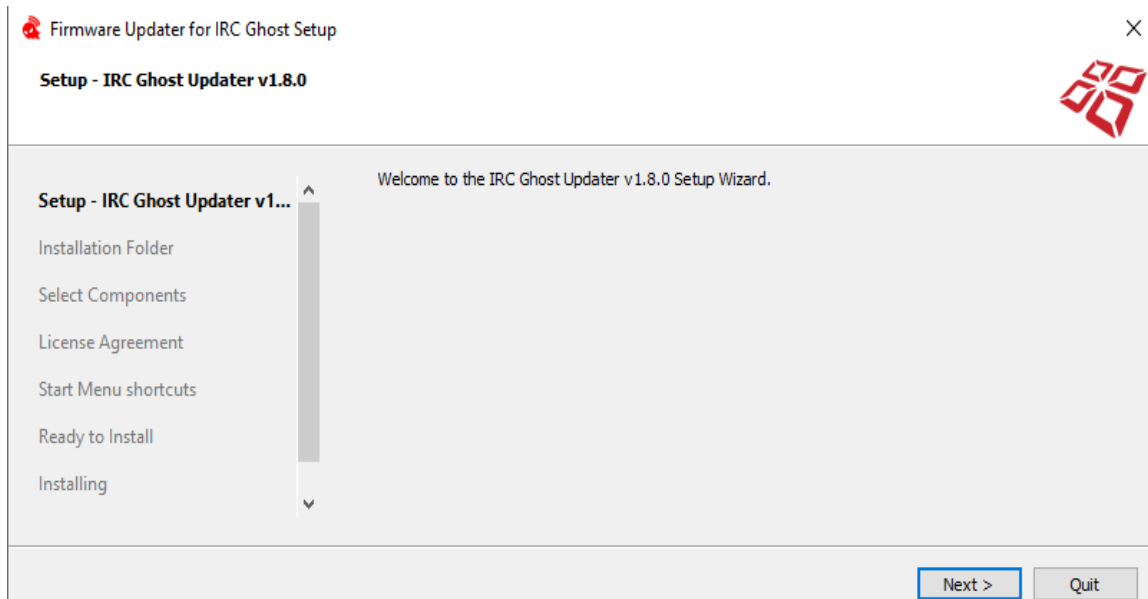 Firmware Updater for IRC Ghost Setup
Setup - IRC Ghost Updater v1.8.0
Setup - IRC Ghost Updater v1...
Welcome to the IRC Ghost Updater v1.8.0 Setup Wizard.
Installation Folder
Select Components
License Agreement
Start Menu shortcuts
Ready to Install
Installing
Next >
Quit